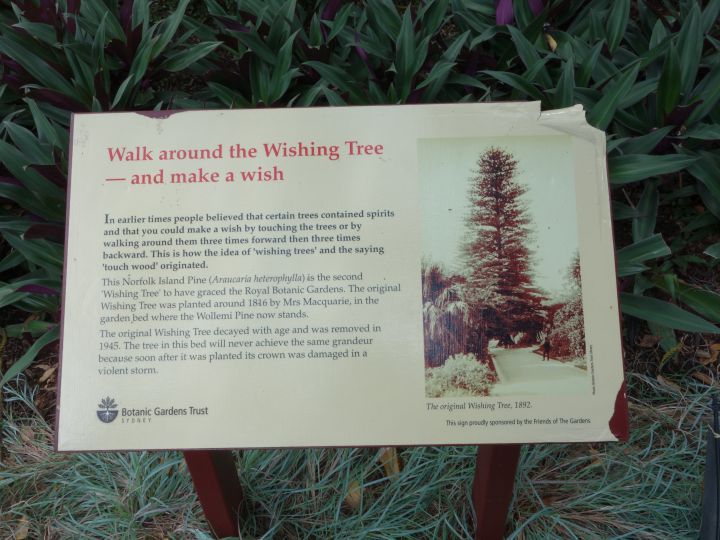 Walk around the Wishing Tree
— and make a wish
In earlier times people believed that certain trees contained spirits
and that you could make a wish by touching the trees or by
walking around them three times forward then three times
backward. This is how the idea of 'wishing trees' and the saying
'touch wood' originated.
This Norfolk Island Pine (Araucaria heterophylla) is the second
'Wishing Tree' to have graced the Royal Botanic Gardens. The original
Wishing Tree was planted around 1816 by Mrs Macquarie, in the
garden bed where the Wollemi Pine now stands.
The original Wishing Tree decayed with age and was removed in
1945. The tree in this bed will never achieve the same grandeur
because soon after it was planted its crown was damaged in a
violent storm.
Botanic Gardens Trust
SYDNEY
The original Wishing Tree, 1892.
This sign proudly sponsored by the Friends of The Gardens